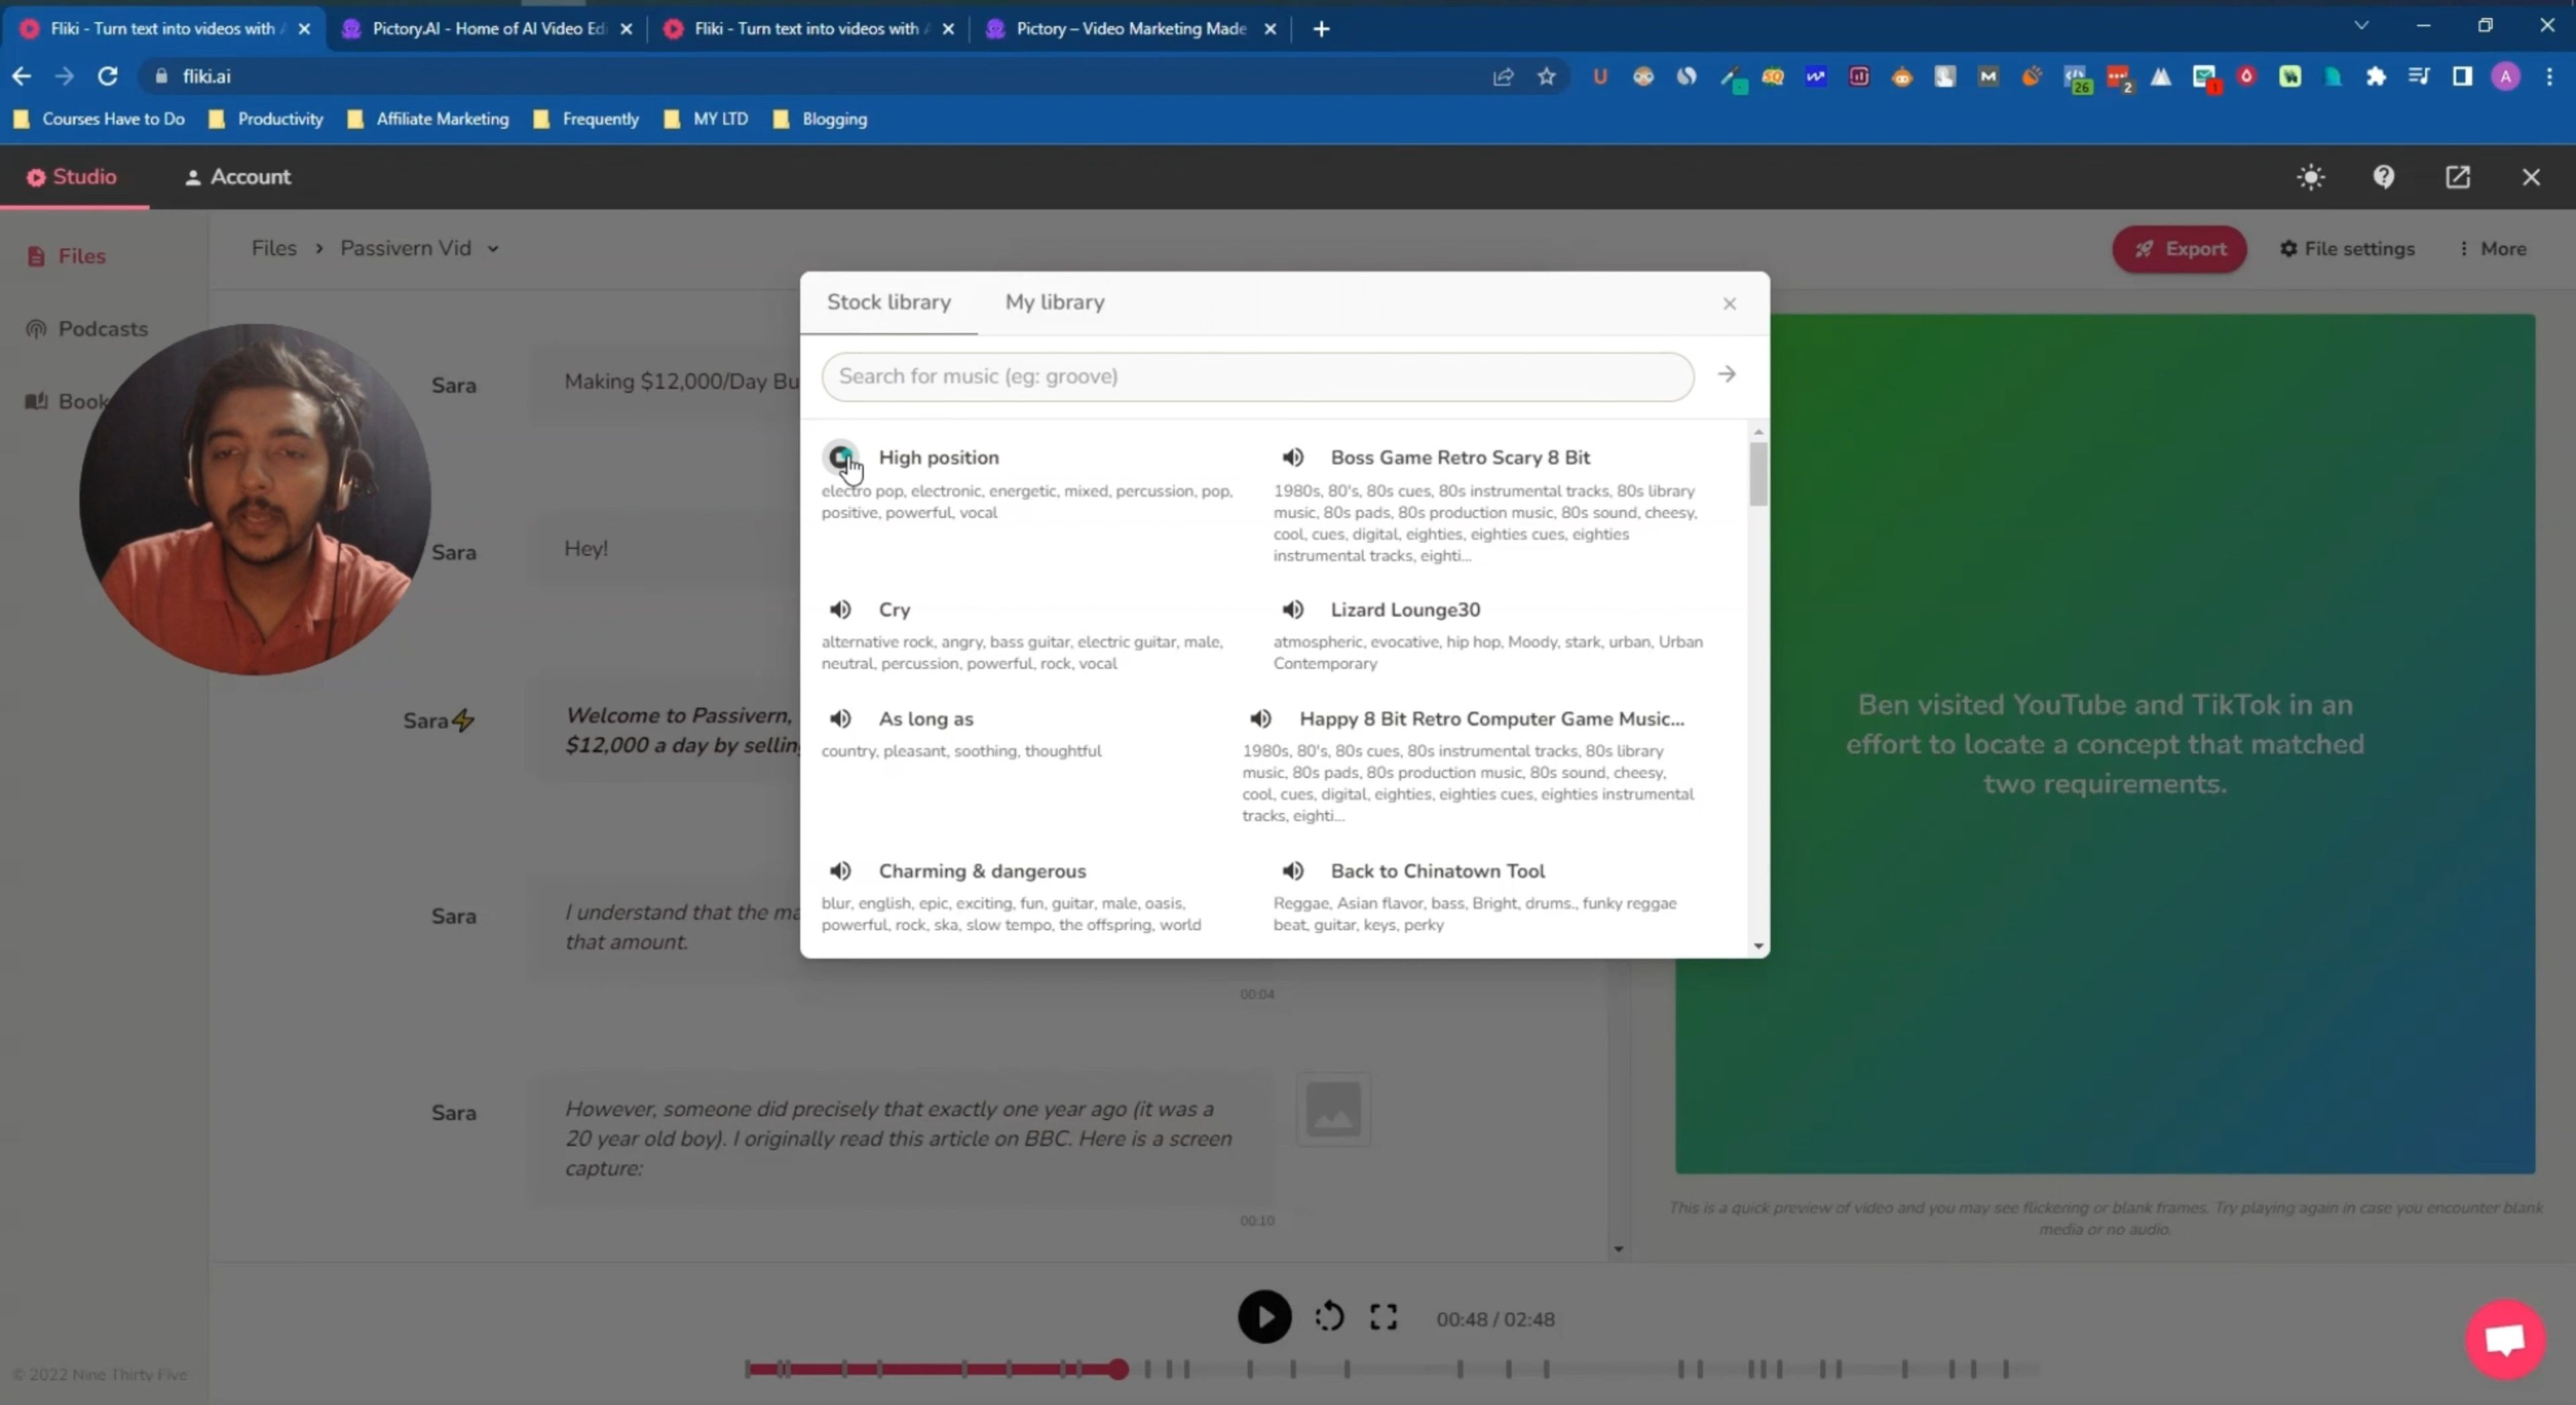 Fliki - Turn text into videos with
Pictory.AI - Home of AI Video Edi
Fliki - Turn text into videos with
Pictory – Video Marketing Made
fliki.ai
26
2
1
A
Courses Have to Do
Productivity
Affiliate Marketing
Frequently
MY LTD
Blogging
Studio
Account
Files
Podcasts
Book
Files > Passivern Vid
Export
File settings
More
Stock library
My library
Search for music (eg: groove)
High position
electro pop, electronic, energetic, mixed, percussion, pop,
positive, powerful, vocal
Boss Game Retro Scary 8 Bit
1980s, 80's, 80s cues, 80s instrumental tracks, 80s library
music, 80s pads, 80s production music, 80s sound, cheesy,
cool, cues, digital, eighties, eighties cues, eighties
instrumental tracks, eighti...
Cry
alternative rock, angry, bass guitar, electric guitar, male,
neutral, percussion, powerful, rock, vocal
Lizard Lounge30
atmospheric, evocative, hip hop, Moody, stark, urban, Urban
Contemporary
As long as
country, pleasant, soothing, thoughtful
Happy 8 Bit Retro Computer Game Music...
1980s, 80's, 80s cues, 80s instrumental tracks, 80s library
music, 80s pads, 80s production music, 80s sound, cheesy,
cool, cues, digital, eighties, eighties cues, eighties instrumental
tracks, eighti...
Charming & dangerous
blur, english, epic, exciting, fun, guitar, male, oasis,
powerful, rock, ska, slow tempo, the offspring, world
Back to Chinatown Tool
Reggae, Asian flavor, bass, Bright, drums., funky reggae
beat, guitar, keys, perky
Sara
Making $12,000/Day Bu
Sara
Hey!
Sara⚡
Welcome to Passivern,
$12,000 a day by sellin
Sara
I understand that the ma
that amount.
00:04
Sara
However, someone did precisely that exactly one year ago (it was a
20 year old boy). I originally read this article on BBC. Here is a screen
capture:
00:10
Ben visited YouTube and TikTok in an
effort to locate a concept that matched
two requirements.
This is a quick preview of video and you may see flickering or blank frames. Try playing again in case you encounter blank
media or no audio.
00:48 / 02:48
© 2022 Nine Thirty Five